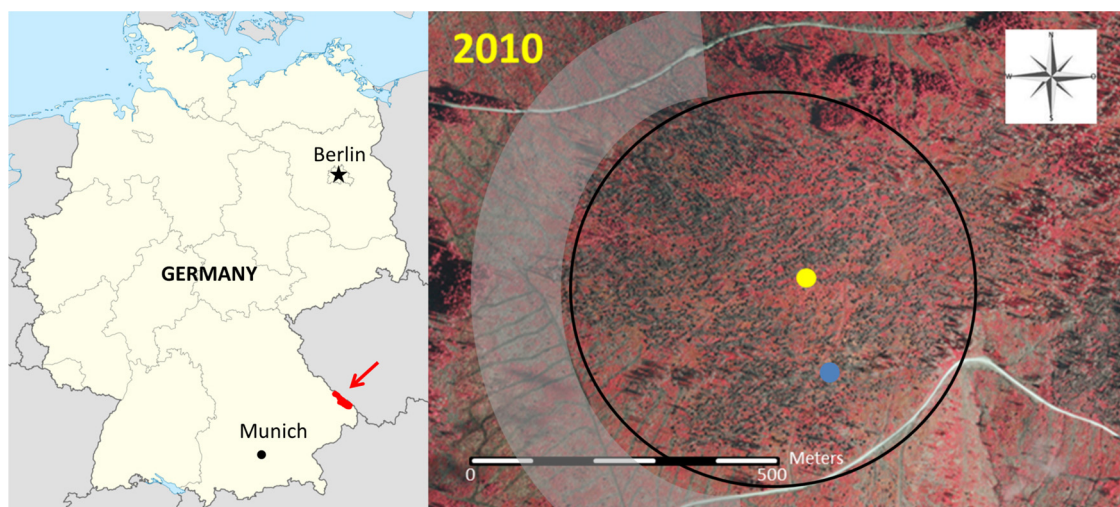 Berlin
GERMANY
Munich
2010
N
W
O
S
Meters
0
500